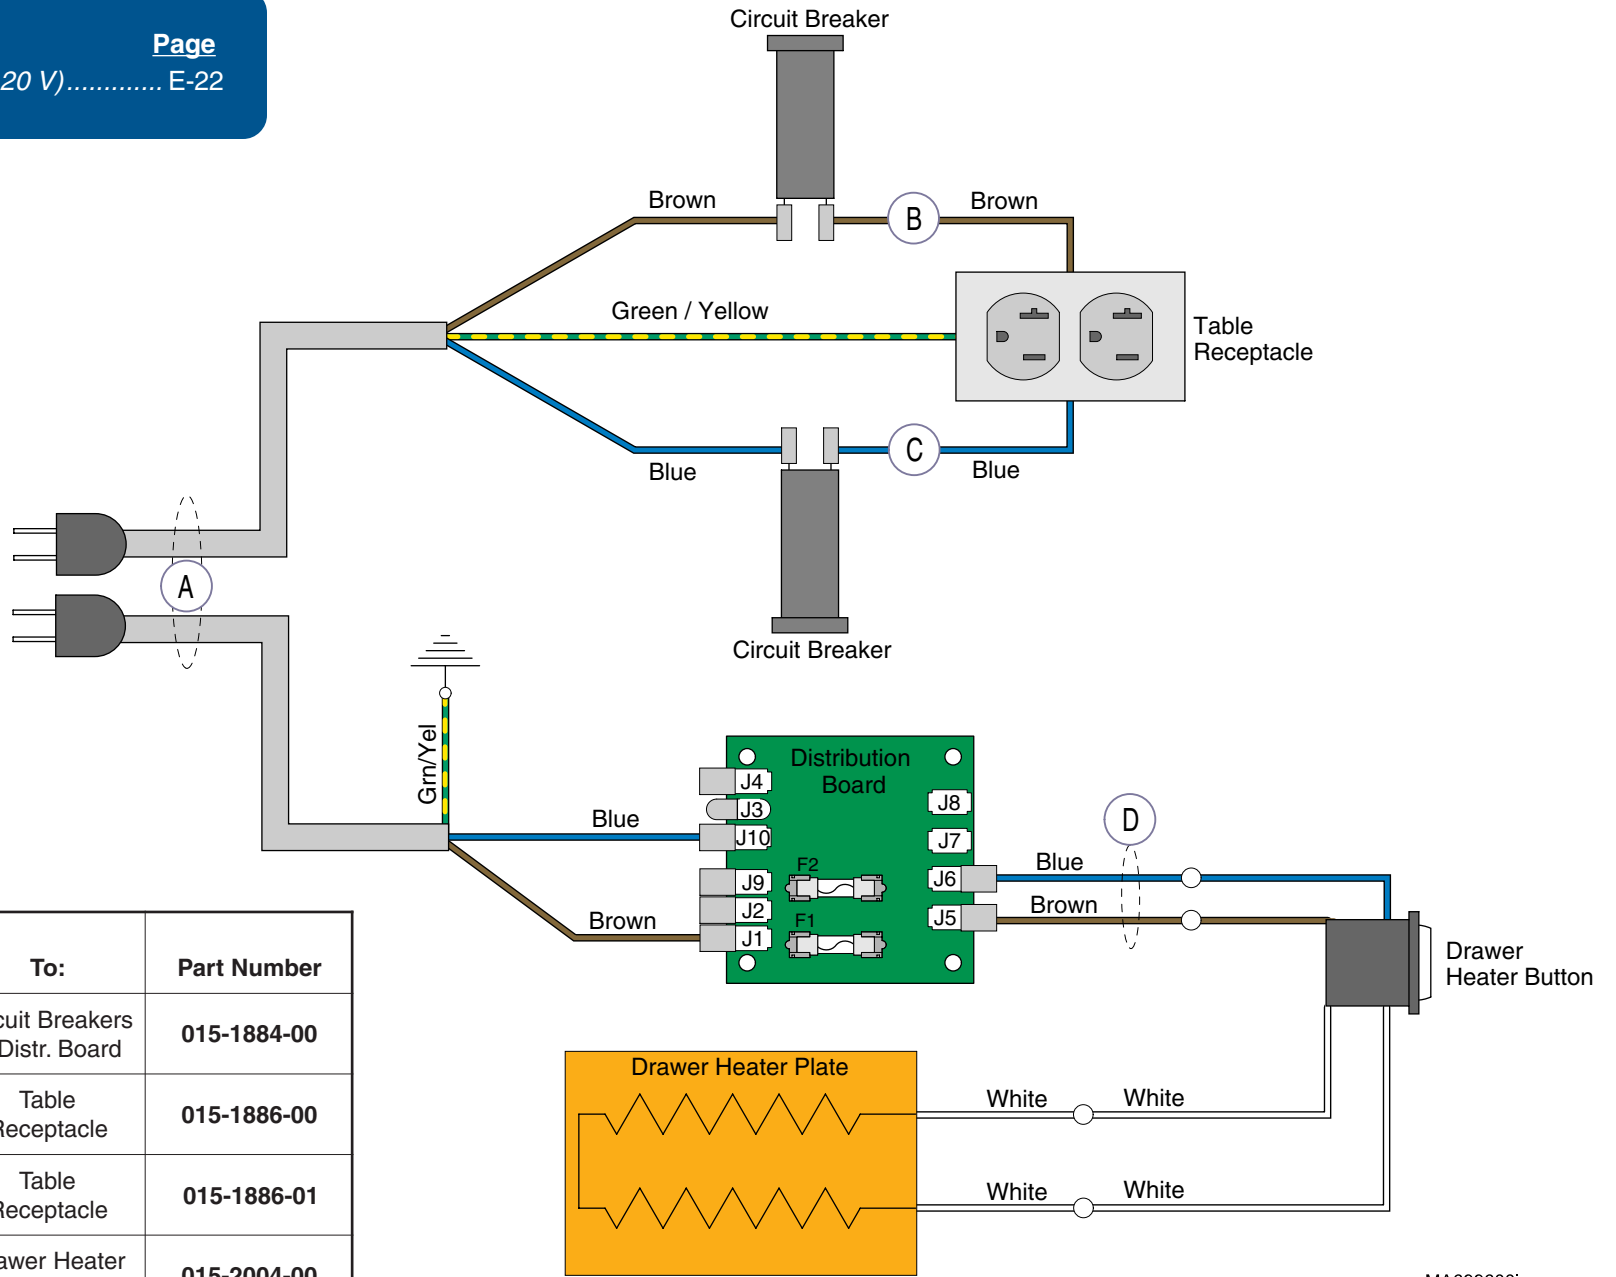 Page
20 V)............. E-22
Circuit Breaker
Brown
B
Brown
Green / Yellow
Table
Receptacle
Blue
C
Blue
Circuit Breaker
A
Grn/Yel
Distribution
Board
J4
J3
J10
J9
J2
J1
F2
F1
J8
J7
J6
J5
Blue
Brown
D
Blue
Brown
Drawer
Heater Button
Drawer Heater Plate
White
White
White
White
To:
Part Number
cuit Breakers
Distr. Board
015-1884-00
Table
Receptacle
015-1886-00
Table
Receptacle
015-1886-01
awer Heater
015-2004-00